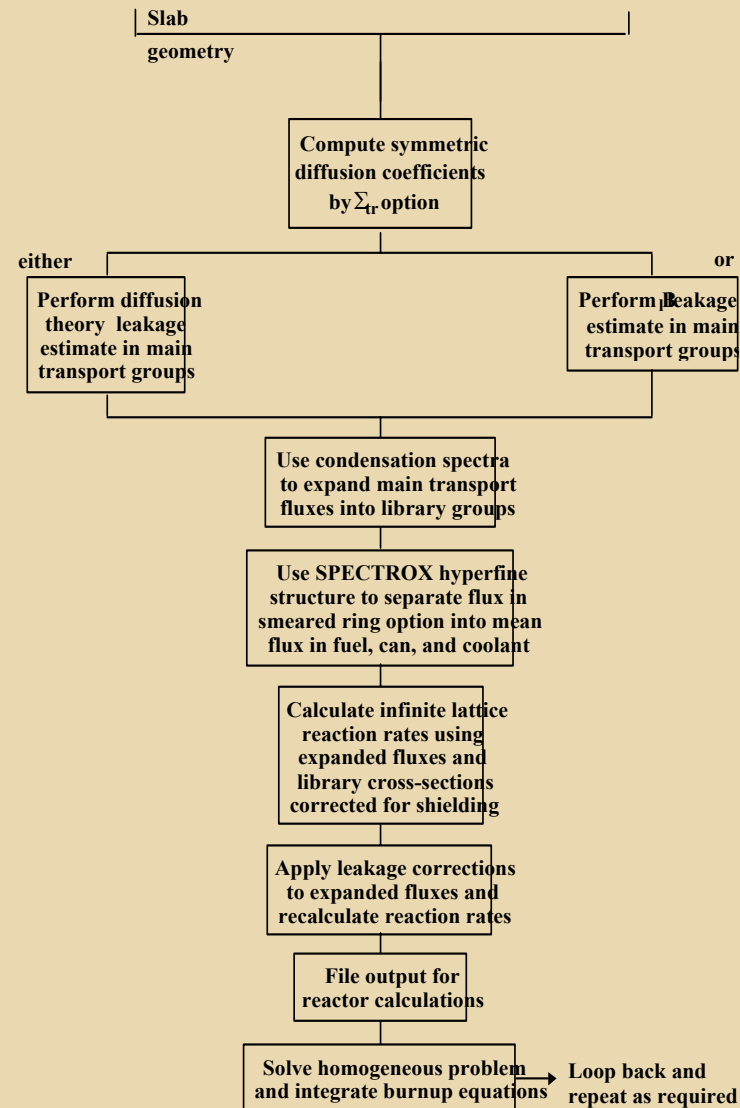 Slab
geometry
Compute symmetric
diffusion coefficients
by Σtr option
either
or
Perform diffusion
theory leakage
estimate in main
transport groups
Perform leakage
estimate in main
transport groups
Use condensation spectra
to expand main transport
fluxes into library groups
Use SPECTROX hyperfine
structure to separate flux in
smeared ring option into mean
flux in fuel, can, and coolant
Calculate infinite lattice
reaction rates using
expanded fluxes and
library cross-sections
corrected for shielding
Apply leakage corrections
to expanded fluxes and
recalculate reaction rates
File output for
reactor calculations
Solve homogeneous problem
and integrate burnup equations
Loop back and
repeat as required